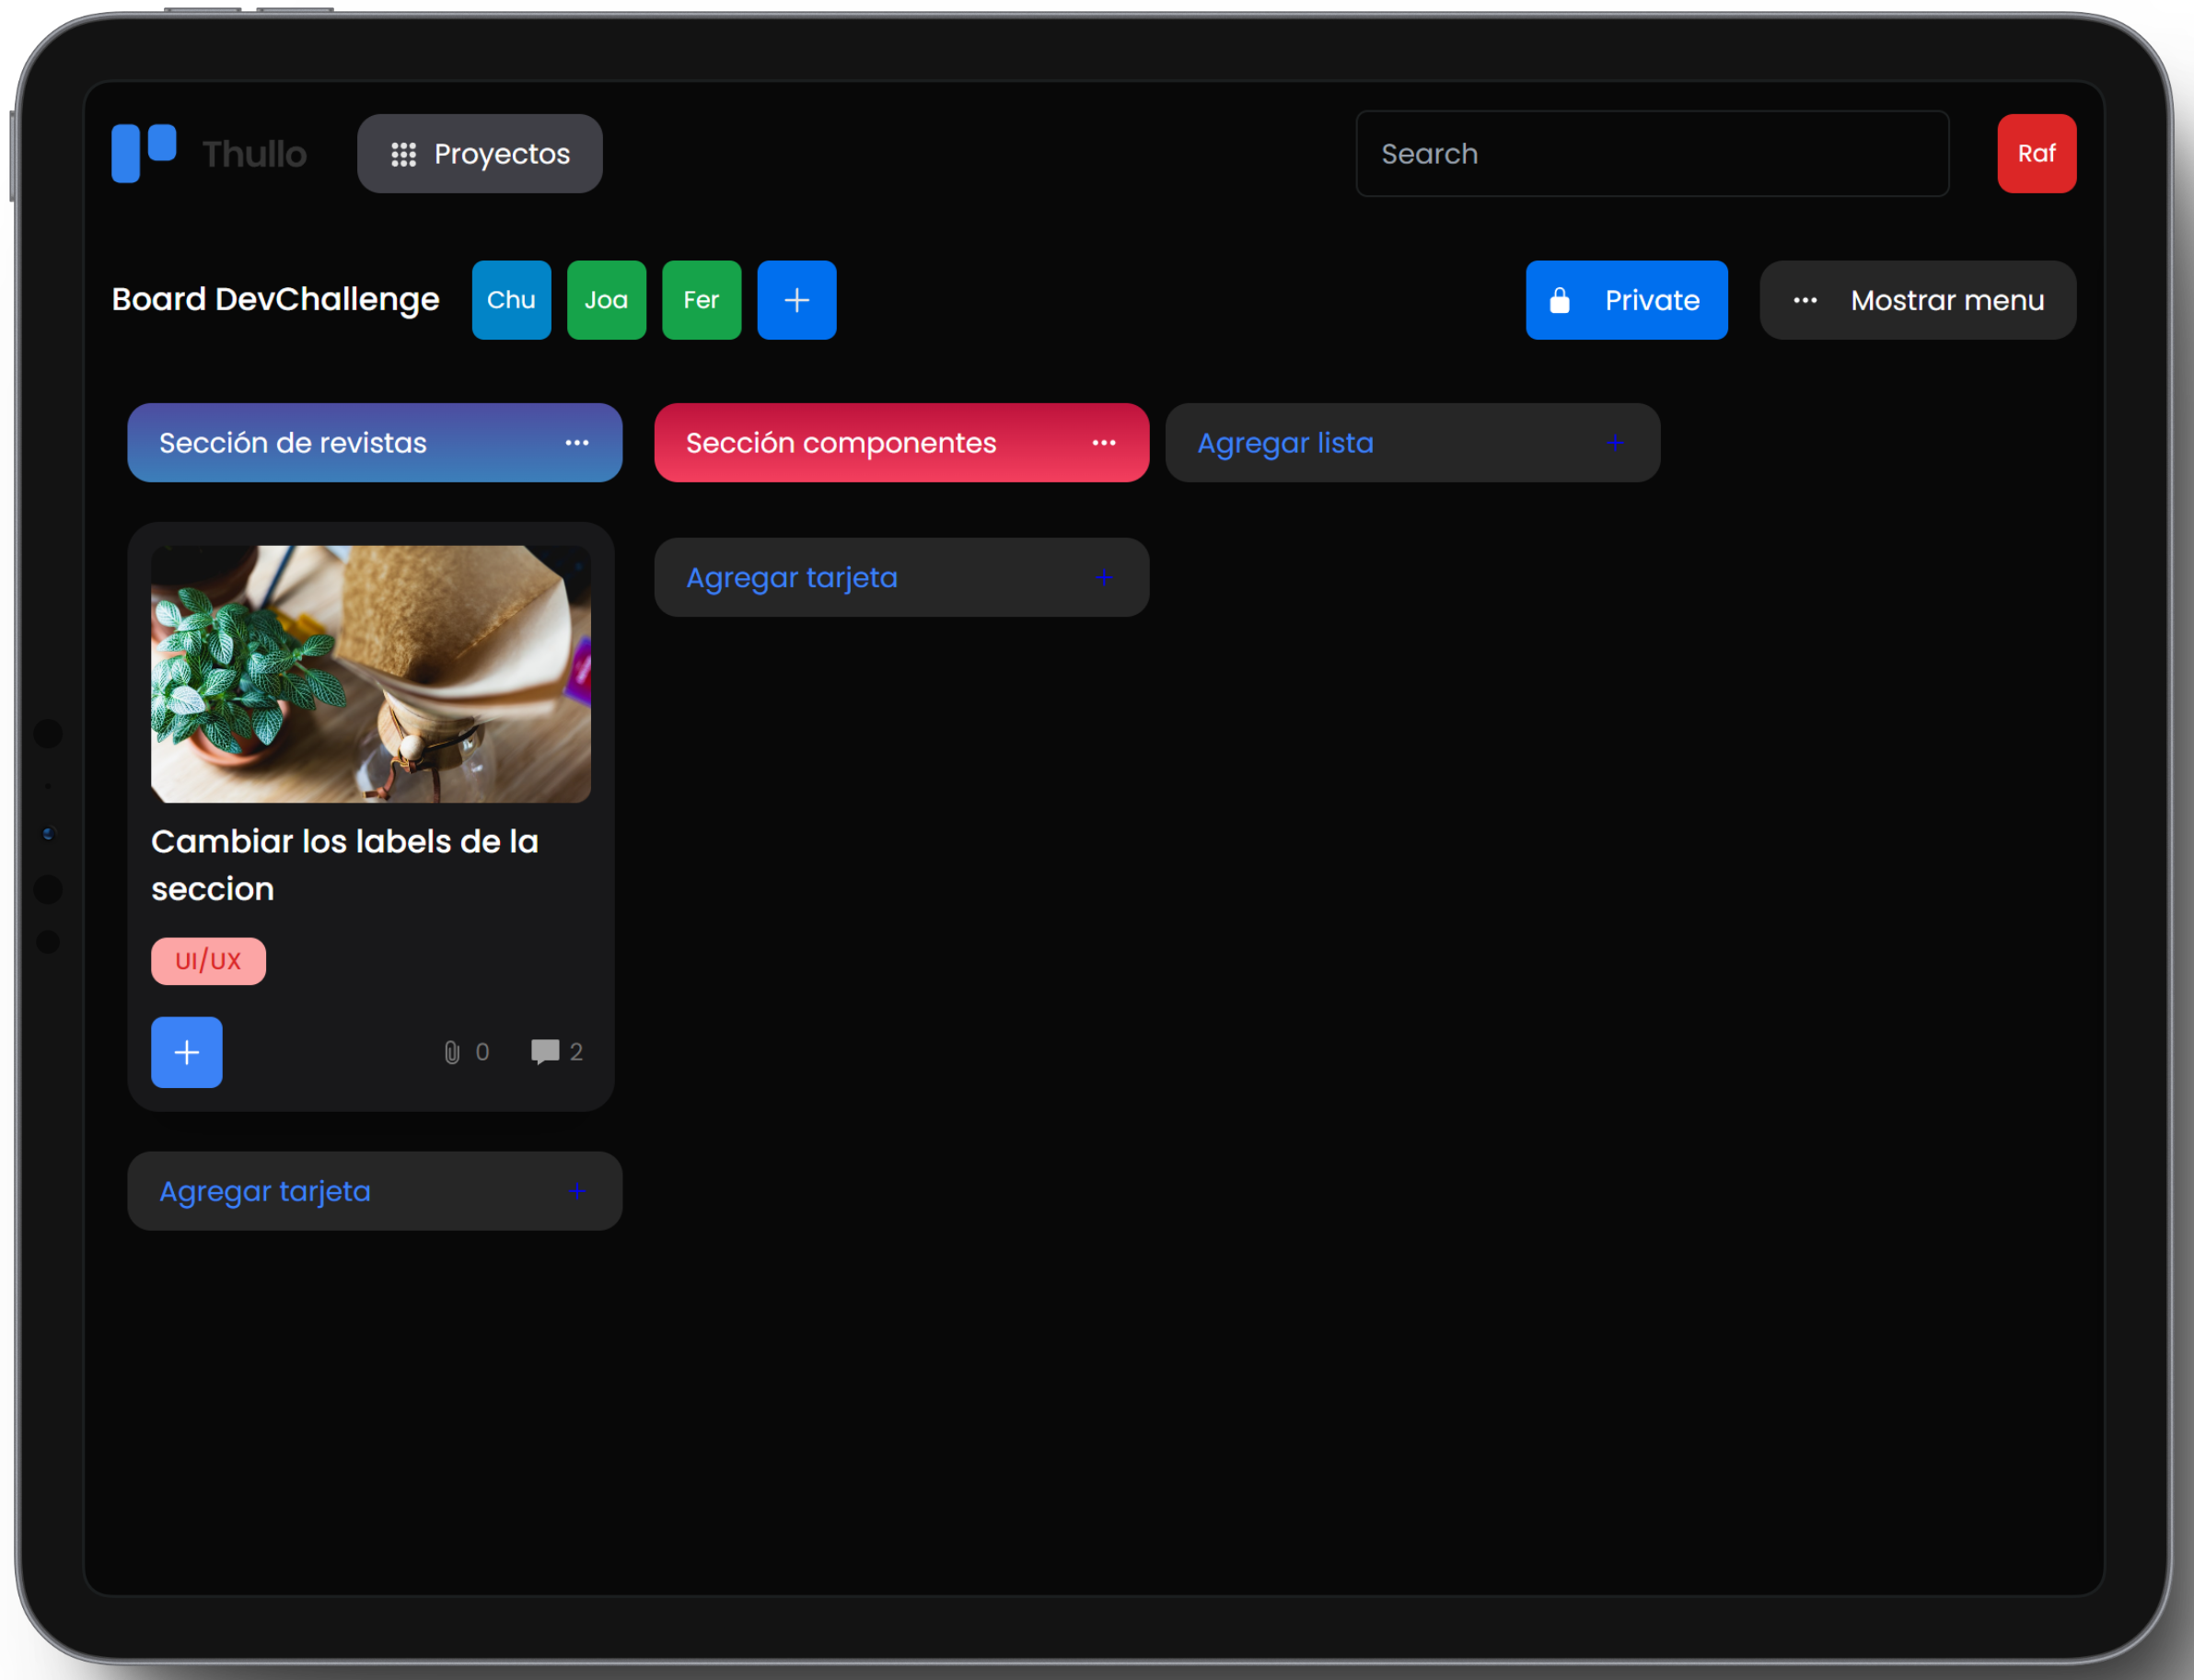 Thullo
Proyectos
Search
Raf
Board DevChallenge
Chu
Joa
Fer
Private
Mostrar menu
Sección de revistas
Sección componentes
Agregar lista
Agregar tarjeta
Cambiar los labels de la
seccion
UI/UX
0
2
Agregar tarjeta